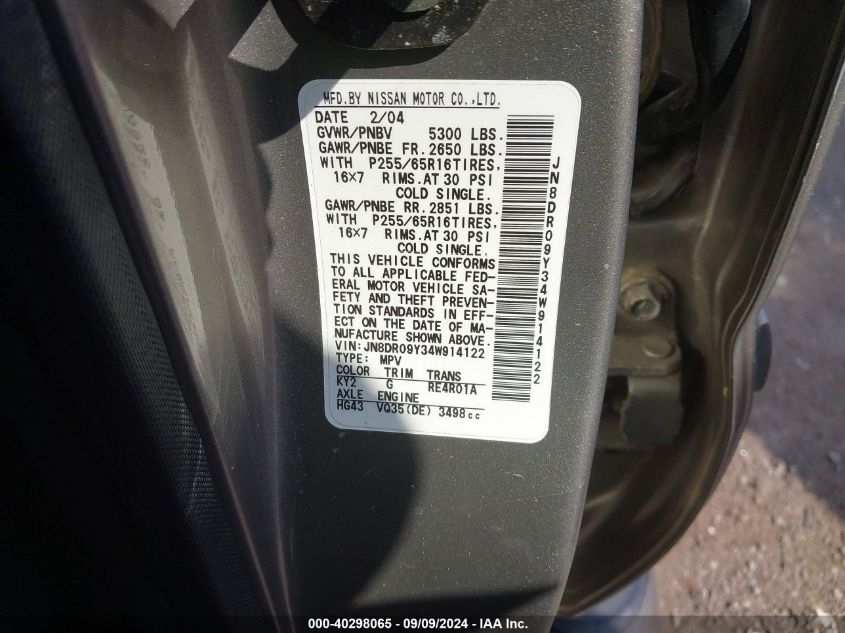 MFD.BY NISSAN MOTOR CO.,LTD.
DATE 2/04
GVWR/PNBV 5300 LBS.
GAWR/PNBE FR. 2650 LBS.
WITH P255/65R16TIRES,
16×7 RIMS.AT 30 PSI
COLD SINGLE.
GAWR/PNBE RR. 2851 LBS.
WITH P255/65R16TIRES,
16×7 RIMS.AT 30 PSI
COLD SINGLE.
THIS VEHICLE CONFORMS
TO ALL APPLICABLE FED-
ERAL MOTOR VEHICLE SA-
FETY AND THEFT PREVEN-
TION STANDARDS IN EFF-
ECT ON THE DATE OF MA-
NUFACTURE SHOWN ABOVE.
VIN:JN8DR09Y34W914122
TYPE: MPV
COLOR TRIM TRANS
KY2 G RE4R01A
AXLE ENGINE
HG43 VQ35(DE) 3498cc
JN8DR09Y34W914122
000-40298065 - 09/09/2024 - IAA Inc.